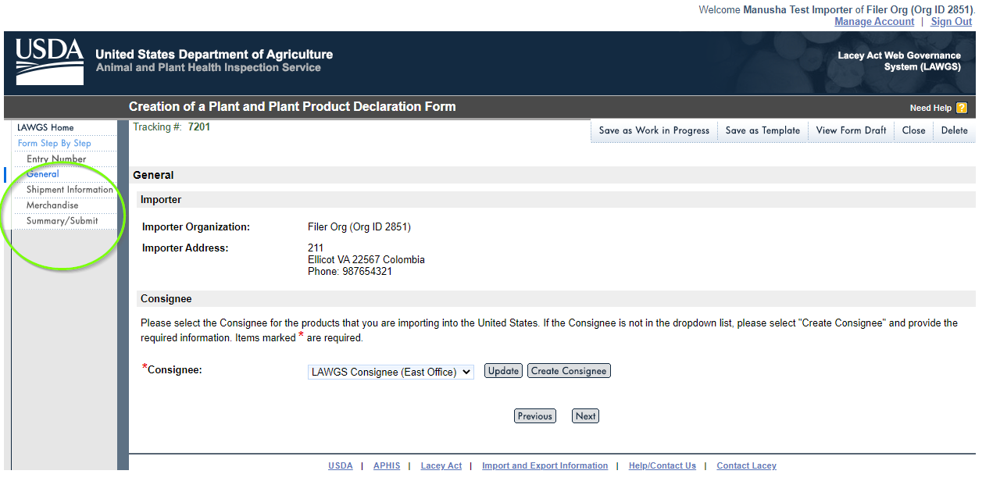 Welcome Manusha Test Importer of Filer Org (Org ID 2851).
Manage Account | Sign Out
USDA
United States Department of Agriculture
Animal and Plant Health Inspection Service
Lacey Act Web Governance
System (LAWGS)
Creation of a Plant and Plant Product Declaration Form
Need Help ?
LAWGS Home
Form Step By Step
Entry Number
General
Shipment Information
Merchandise
Summary/Submit
Tracking #: 7201
Save as Work in Progress
Save as Template
View Form Draft
Close
Delete
General
Importer
Importer Organization: Filer Org (Org ID 2851)
Importer Address: 211
Ellicot VA 22567 Colombia
Phone: 987654321
Consignee
Please select the Consignee for the products that you are importing into the United States. If the Consignee is not in the dropdown list, please select "Create Consignee" and provide the
required information. Items marked * are required.
*Consignee: LAWGS Consignee (East Office) Update Create Consignee
Previous Next
USDA | APHIS | Lacey Act | Import and Export Information | Help/Contact Us | Contact Lacey